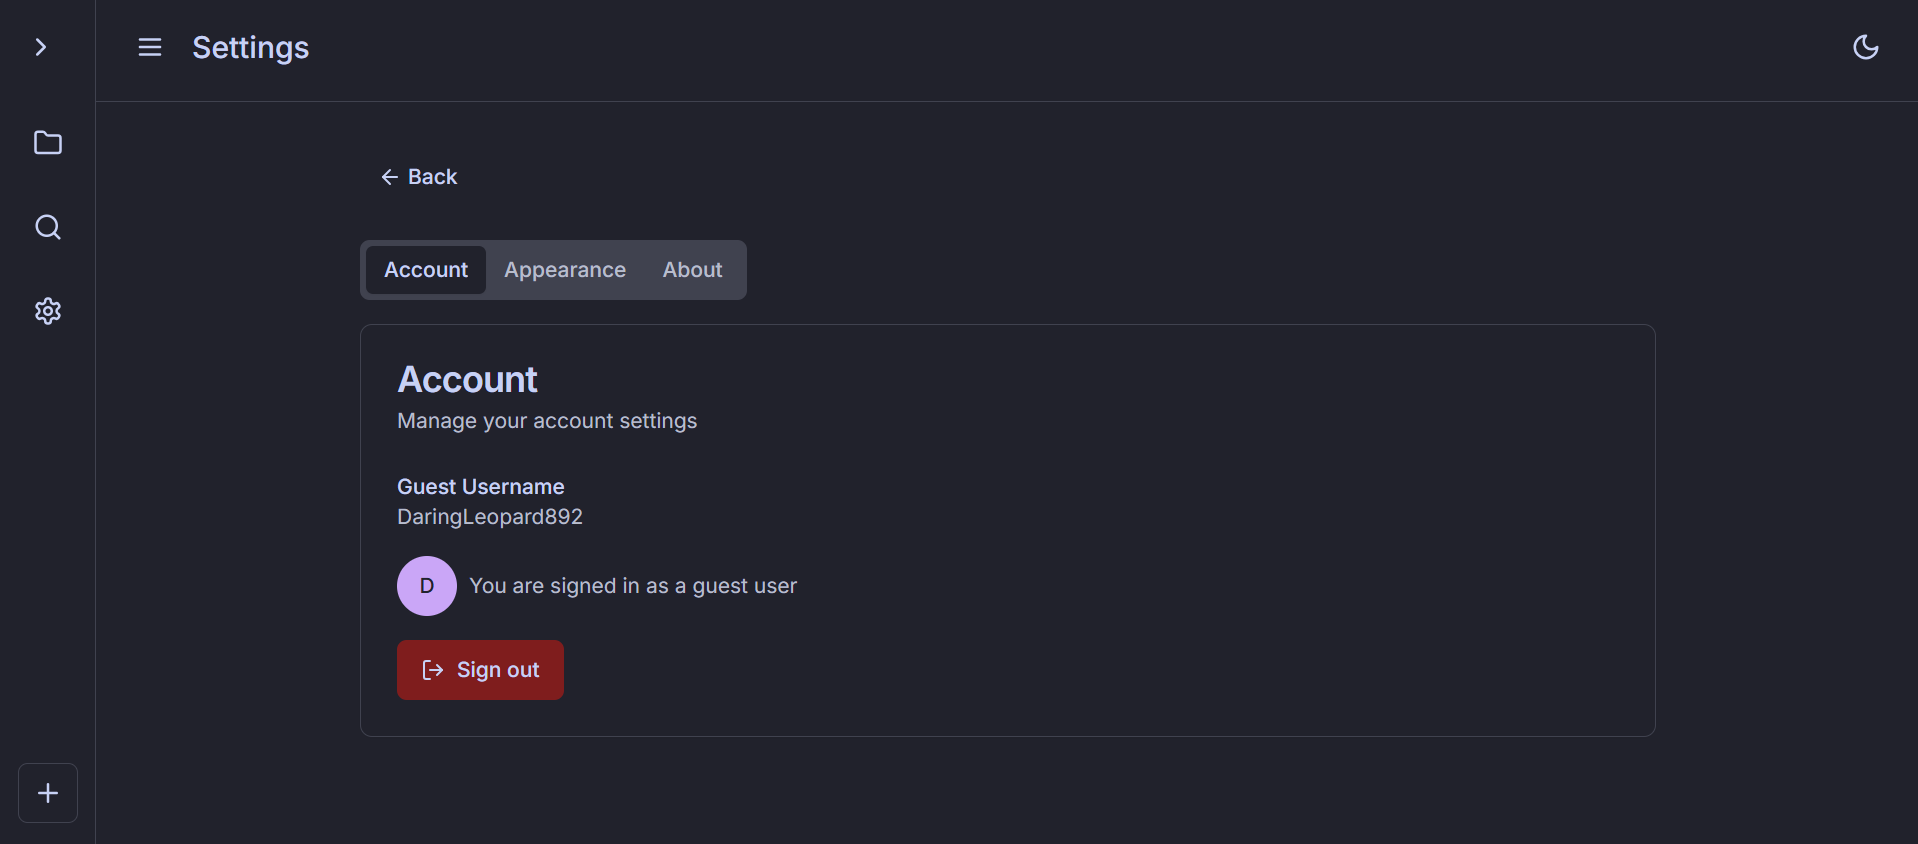 Settings
Back
Account Appearance About
Account
Manage your account settings
Guest Username
DaringLeopard892
D You are signed in as a guest user
Sign out